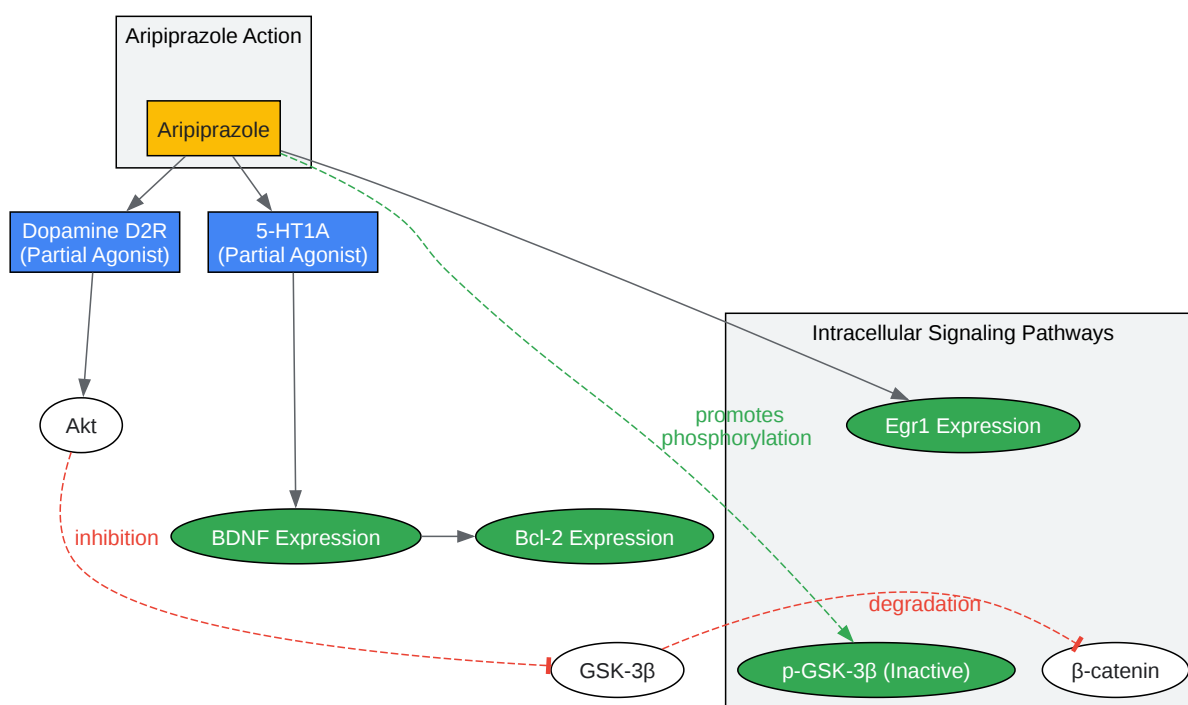 Aripiprazole Action
Aripiprazole
Dopamine D2R
(Partial Agonist)
5-HT1A
(Partial Agonist)
Intracellular Signaling Pathways
Akt
promotes
phosphorylation
Egr1 Expression
inhibition
BDNF Expression
Bcl-2 Expression
degradation
GSK-3β
p-GSK-3β (Inactive)
β-catenin